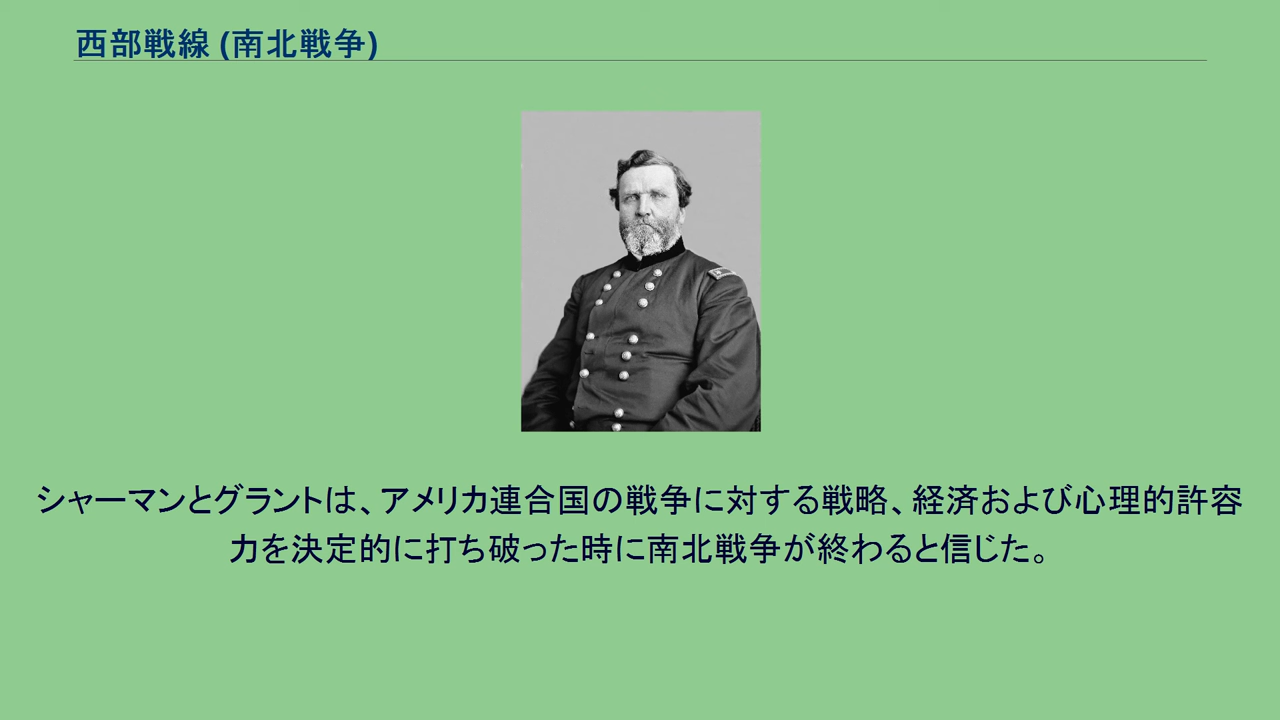 西部戦線 (南北戦争)
シャーマンとグラントは、アメリカ連合国の戦争に対する戦略、経済および心理的許容
力を決定的に打ち破った時に南北戦争が終わると信じた。